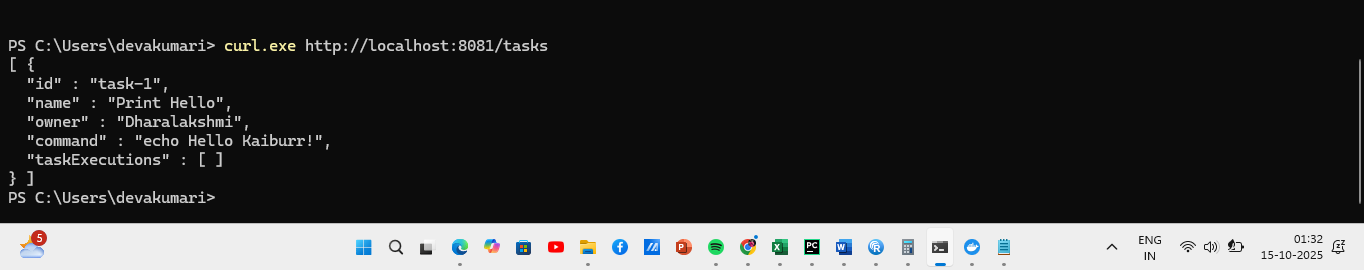 PS C:\Users\devakumari> curl.exe http://localhost:8081/tasks
[ {
  "id" : "task-1",
  "name" : "Print Hello",
  "owner" : "Dharalakshmi",
  "command" : "echo Hello Kaiburr!",
  "taskExecutions" : [ ]
} ]
PS C:\Users\devakumari>
5
PC
ENG
IN
01:32
15-10-2025